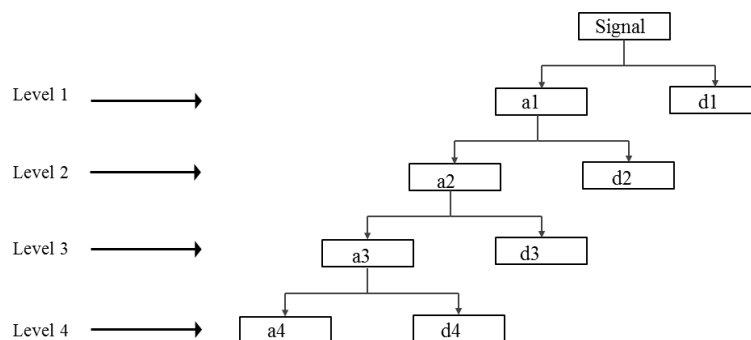 Signal
Level 1
a1
d1
Level 2
a2
d2
Level 3
a3
d3
Level 4
a4
d4